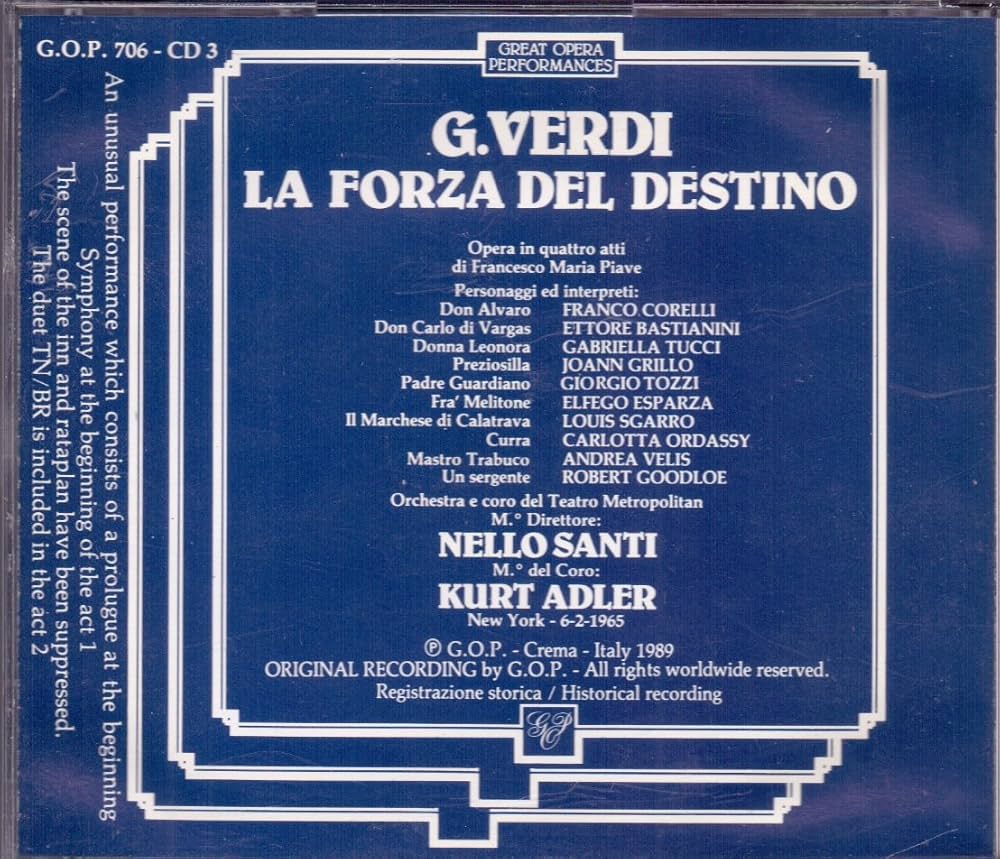 G.O.P. 706 - CD 3
GREAT OPERA
PERFORMANCES
G.VERDI
LA FORZA DEL DESTINO
Opera in quattro atti
di Francesco Maria Piave
Personaggi ed interpreti:
Don Alvaro FRANCO CORELLI
Don Carlo di Vargas ETTORE BASTIANINI
Donna Leonora GABRIELLA TUCCI
Preziosilla JOANN GRILLO
Padre Guardiano GIORGIO TOZZI
Fra' Melitone ELFEGO ESPARZA
Il Marchese di Calatrava LOUIS SGARRO
Curra CARLOTTA ORDASSY
Mastro Trabuco ANDREA VELIS
Un sergente ROBERT GOODLOE
Orchestra e coro del Teatro Metropolitan
M.° Direttore:
NELLO SANTI
M.° del Coro:
KURT ADLER
New York - 6-2-1965
℗ G.O.P. - Crema - Italy 1989
ORIGINAL RECORDING by G.O.P. - All rights worldwide reserved.
Registrazione storica / Historical recording
GOP
An unusual performance which consists of a prologue at the beginning
Symphony at the beginning of the act 1
The scene of the inn and rataplan have been suppressed.
The duet TN/BR is included in the act 2